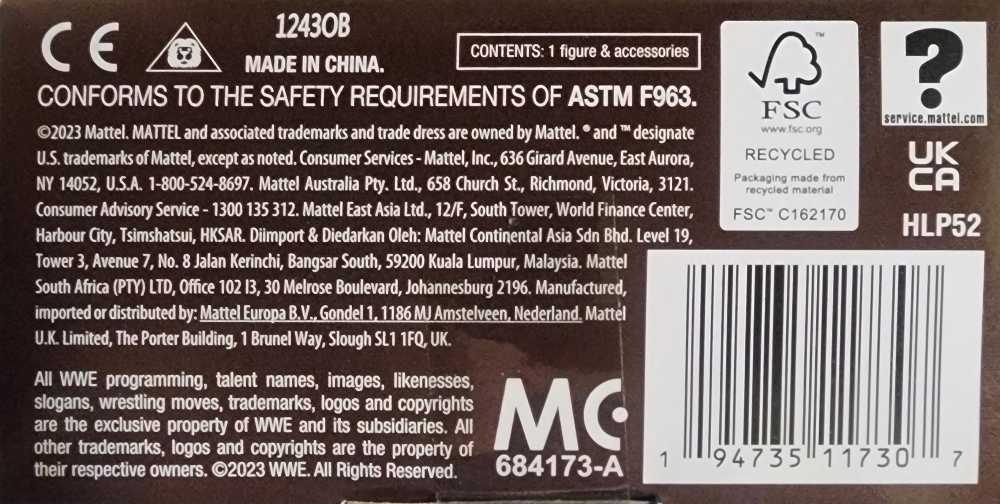 CE
12430B
MADE IN CHINA.
CONTENTS: 1 figure & accessories
CONFORMS TO THE SAFETY REQUIREMENTS OF ASTM F963.
©2023 Mattel. MATTEL and associated trademarks and trade dress are owned by Mattel. ® and ™ designate
U.S. trademarks of Mattel, except as noted. Consumer Services - Mattel, Inc., 636 Girard Avenue, East Aurora,
NY 14052, U.S.A. 1-800-524-8697. Mattel Australia Pty. Ltd., 658 Church St., Richmond, Victoria, 3121.
Consumer Advisory Service - 1300 135 312. Mattel East Asia Ltd., 12/F, South Tower, World Finance Center,
Harbour City, Tsimshatsui, HKSAR. Diimport & Diedarkan Oleh: Mattel Continental Asia Sdn Bhd. Level 19,
Tower 3, Avenue 7, No. 8 Jalan Kerinchi, Bangsar South, 59200 Kuala Lumpur, Malaysia. Mattel
South Africa (PTY) LTD, Office 102 I3, 30 Melrose Boulevard, Johannesburg 2196. Manufactured,
imported or distributed by: Mattel Europa B.V., Gondel 1, 1186 MJ Amstelveen, Nederland. Mattel
U.K. Limited, The Porter Building, 1 Brunel Way, Slough SL1 1FQ, UK.
All WWE programming, talent names, images, likenesses,
slogans, wrestling moves, trademarks, logos and copyrights
are the exclusive property of WWE and its subsidiaries. All
other trademarks, logos and copyrights are the property of
their respective owners. ©2023 WWE. All Rights Reserved.
MC
684173-A
™
FSC
www.fsc.org
RECYCLED
Packaging made from
recycled material
FSC™ C162170
?
service.mattel.com
UK
CA
HLP52
1 94735 11730 7